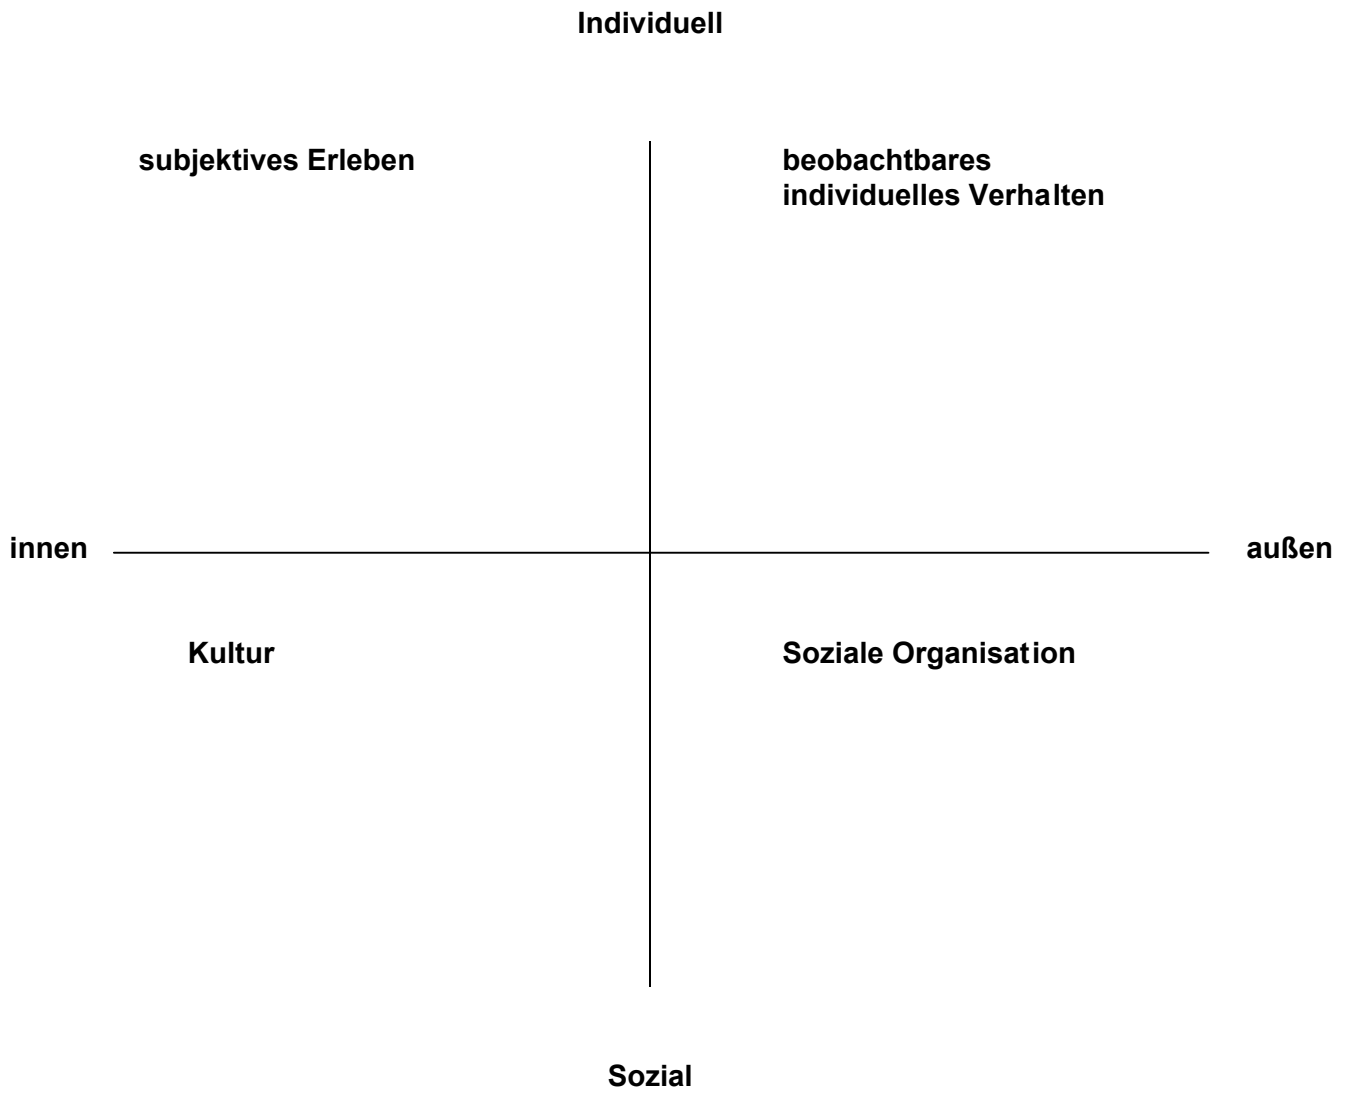 Individuell
subjektives Erleben
beobachtbares
individuelles Verhalten
innen
außen
Kultur
Soziale Organisation
Sozial